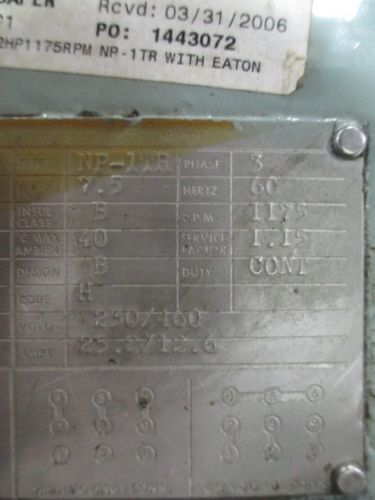 Rcvd: 03/31/2006
PO: 1443072
2HP1175RPM NP-1TR WITH EATON
NP-1TR PHASE 3
7.5 HERTZ 60
INSUL CLASS B R.P.M. 1175
°C MAX AMBIENT 40 SERVICE FACTOR 1.15
DESIGN B DUTY CONT
CODE H
VOLTS 230/460
AMPS 25.2/12.6